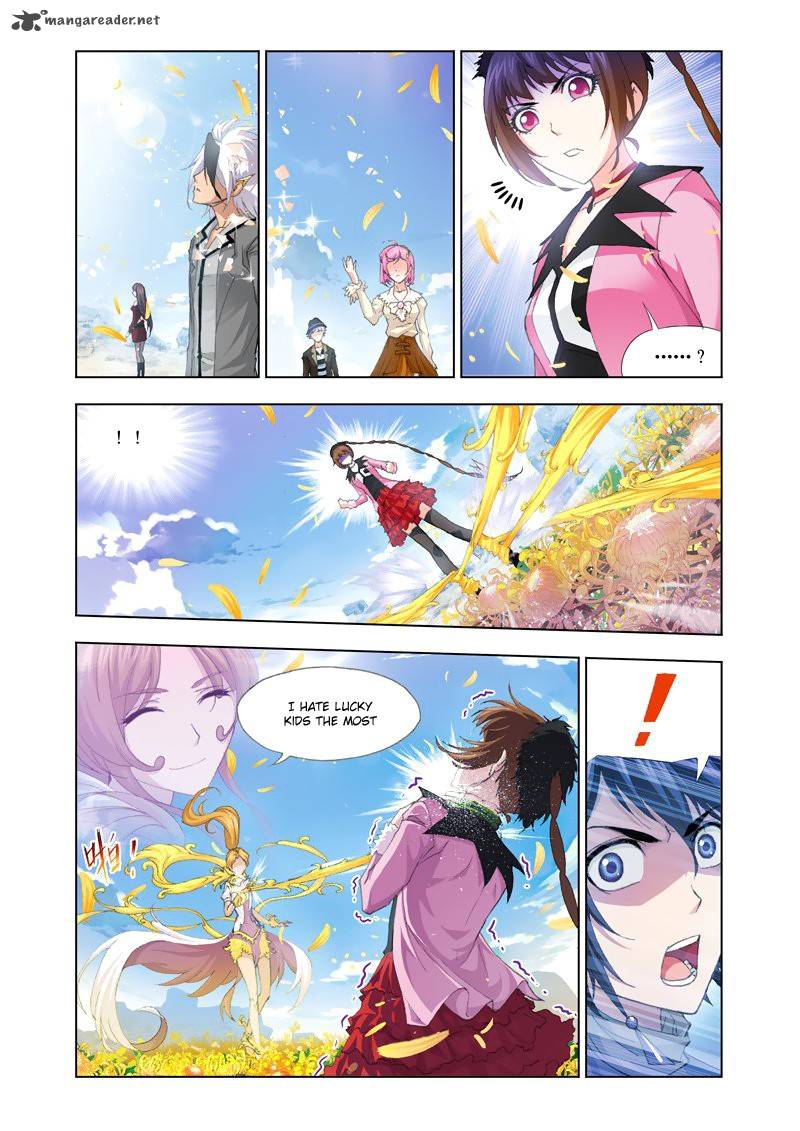 mangareader.net
…… ?
! !
I HATE LUCKY
KIDS THE MOST
啪!
!